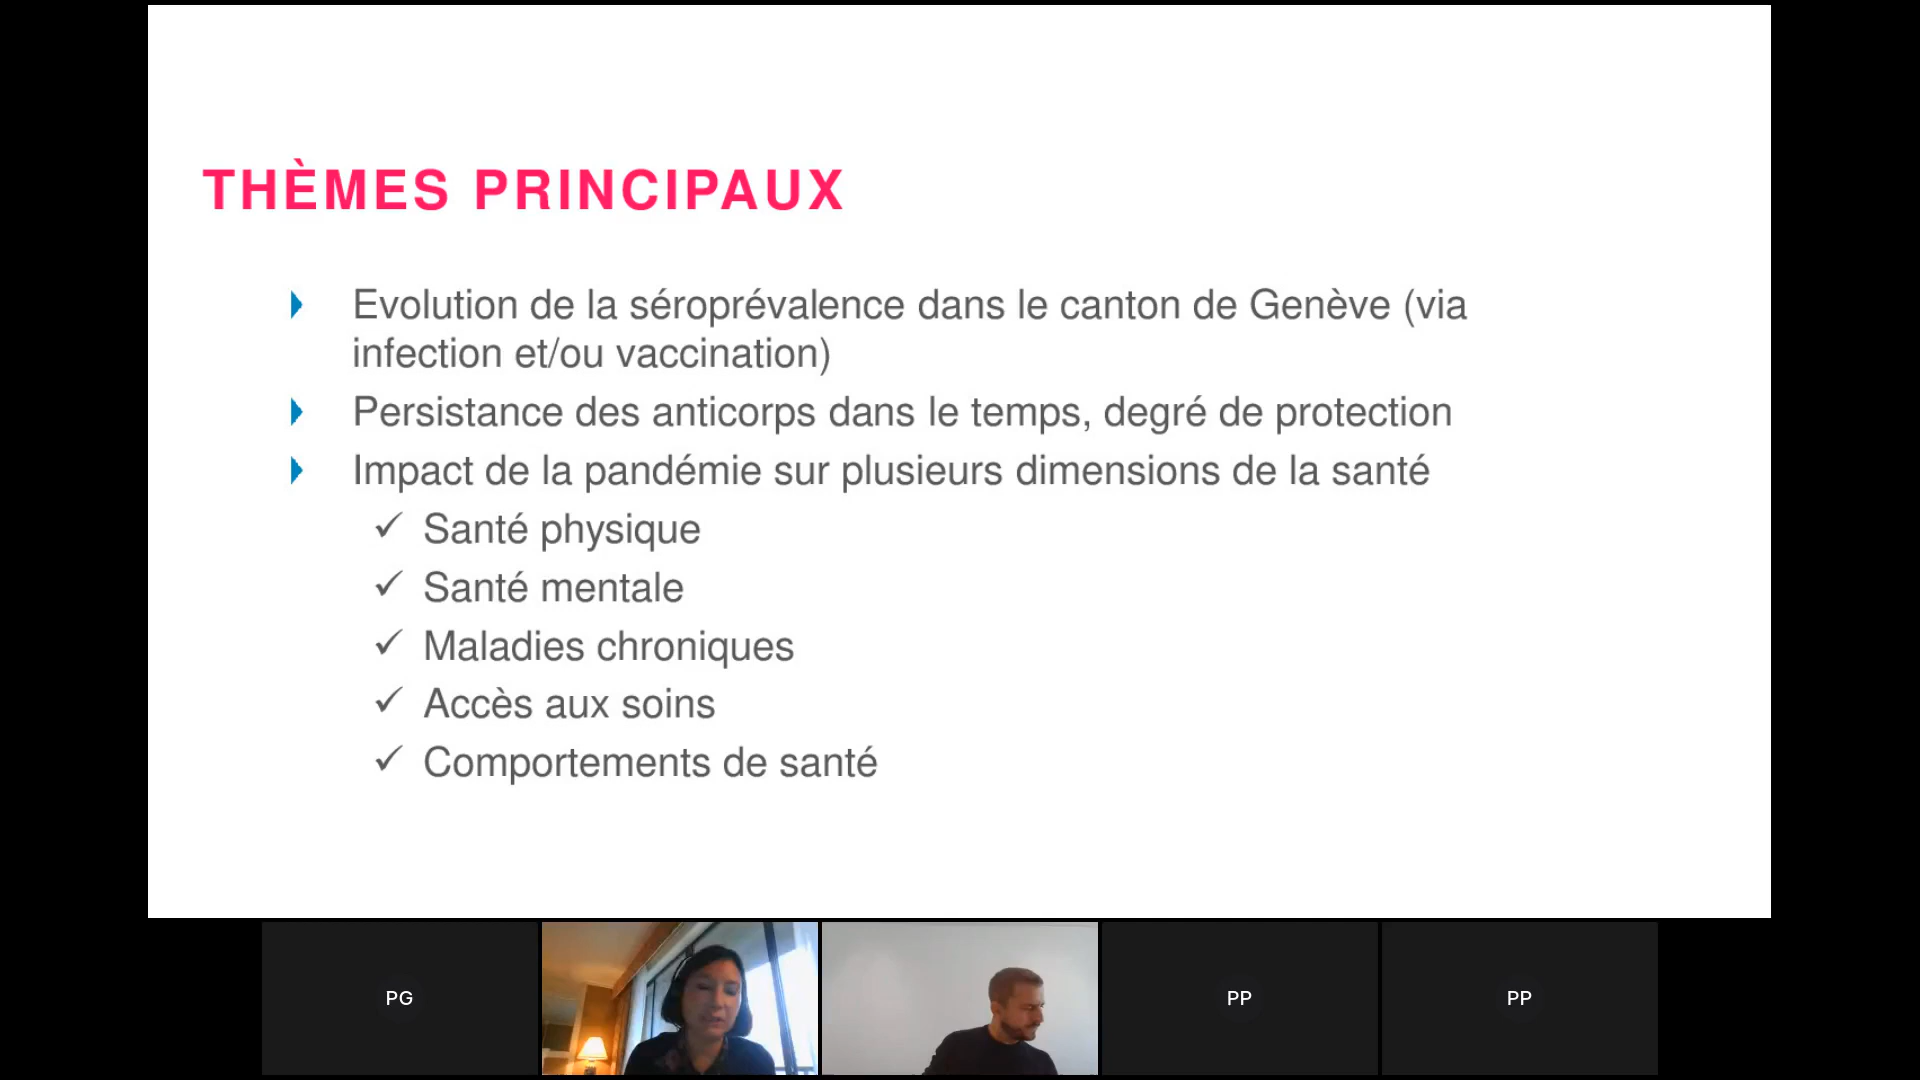 THÈMES PRINCIPAUX
Evolution de la séroprévalence dans le canton de Genève (via
infection et/ou vaccination)
Persistance des anticorps dans le temps, degré de protection
Impact de la pandémie sur plusieurs dimensions de la santé
Santé physique
Santé mentale
Maladies chroniques
Accès aux soins
Comportements de santé
PG
PP
PP